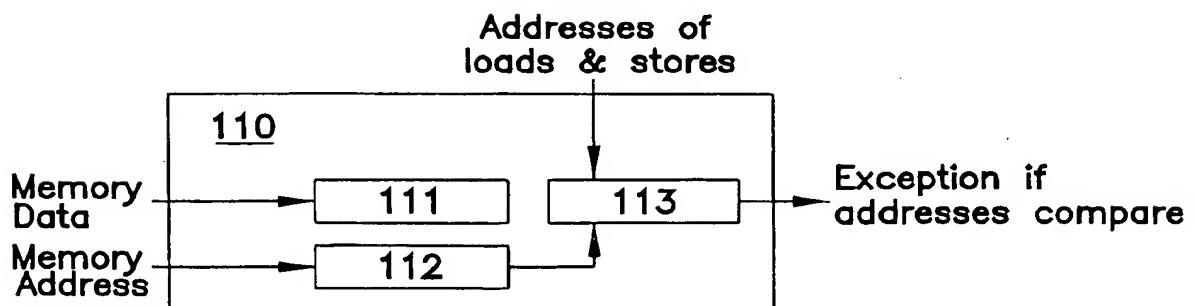 Addresses of
loads & stores
110
Memory
Data
111
113
Exception if
addresses compare
Memory
Address
112